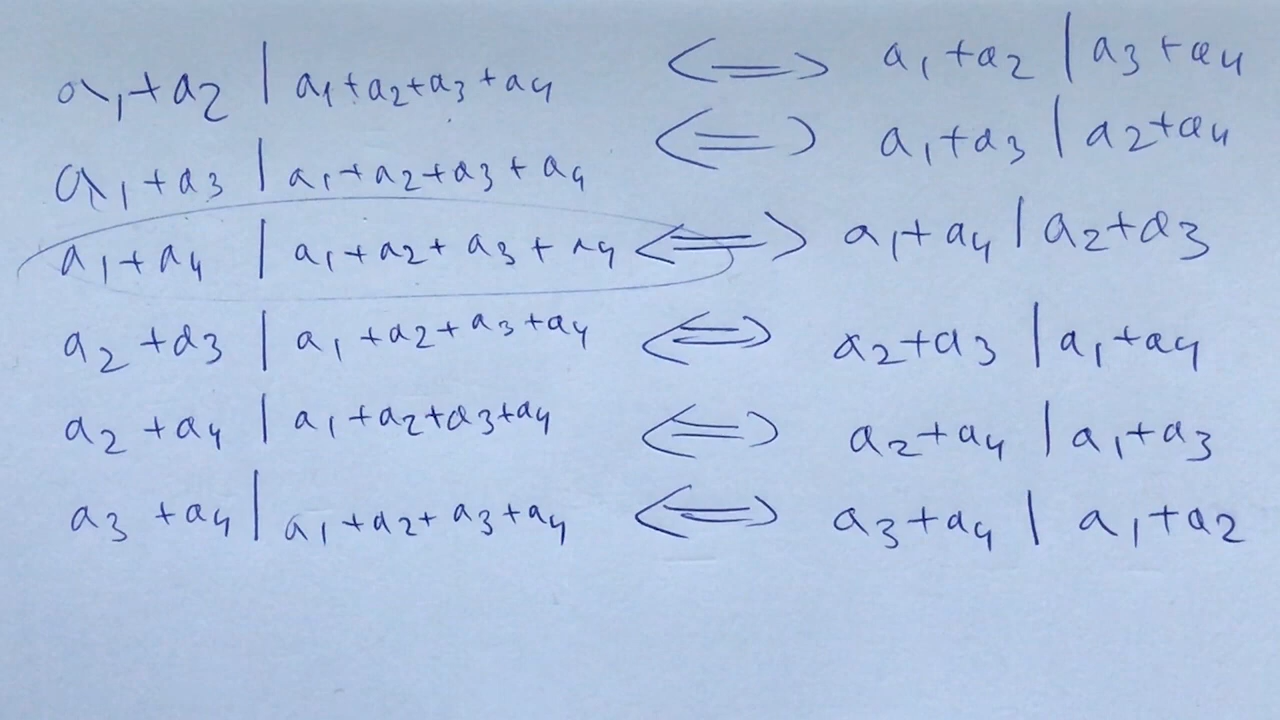 a₁+a₂ | a₁+a₂+a₃+a₄ ⟺ a₁+a₂ | a₃+a₄
a₁+a₃ | a₁+a₂+a₃+a₄ ⟺ a₁+a₃ | a₂+a₄
a₁+a₄ | a₁+a₂+a₃+a₄ ⟺ a₁+a₄ | a₂+a₃
a₂+a₃ | a₁+a₂+a₃+a₄ ⟺ a₂+a₃ | a₁+a₄
a₂+a₄ | a₁+a₂+a₃+a₄ ⟺ a₂+a₄ | a₁+a₃
a₃+a₄ | a₁+a₂+a₃+a₄ ⟺ a₃+a₄ | a₁+a₂